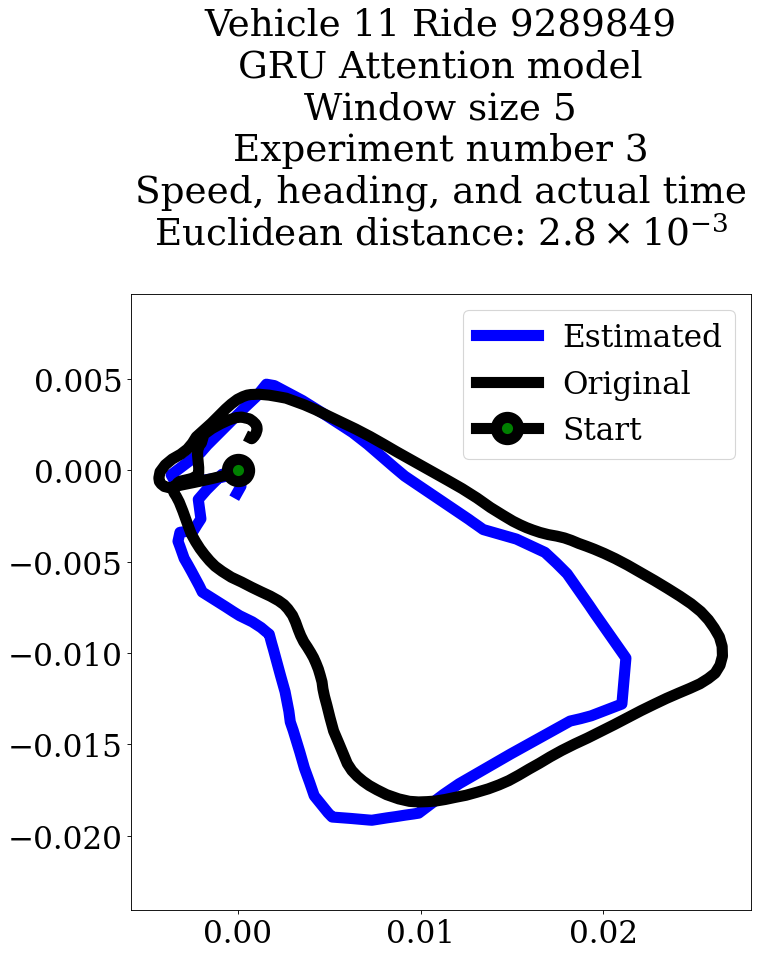 Vehicle 11 Ride 9289849
GRU Attention model
Window size 5
Experiment number 3
Speed, heading, and actual time
Euclidean distance: 2.8 × 10⁻³
Estimated
Original
Start
0.005
0.000
−0.005
−0.010
−0.015
−0.020
0.00 0.01 0.02